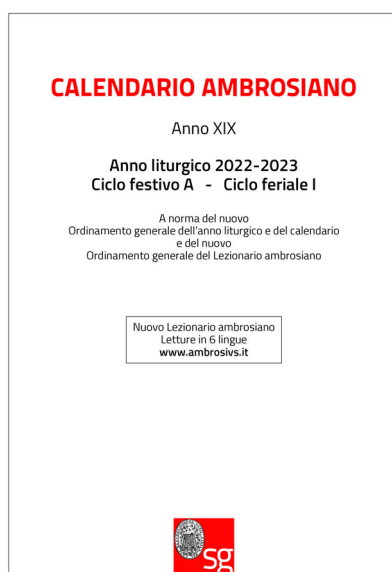 CALENDARIO AMBROSIANO
Anno XIX
Anno liturgico 2022-2023
Ciclo festivo A - Ciclo feriale I
A norma del nuovo
Ordinamento generale dell'anno liturgico e del calendario
e del nuovo
Ordinamento generale del Lezionario ambrosiano
Nuovo Lezionario ambrosiano
Letture in 6 lingue
www.ambrosivs.it
sg